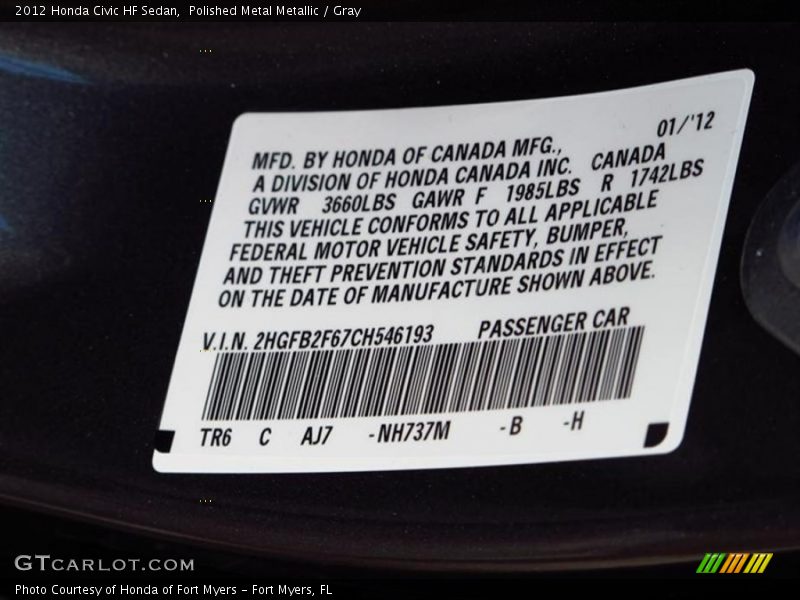 2012 Honda Civic HF Sedan,  Polished Metal Metallic / Gray
01/'12
MFD. BY HONDA OF CANADA MFG.,
A DIVISION OF HONDA CANADA INC.  CANADA
GVWR  3660LBS  GAWR F  1985LBS  R  1742LBS
THIS VEHICLE CONFORMS TO ALL APPLICABLE
FEDERAL MOTOR VEHICLE SAFETY, BUMPER,
AND THEFT PREVENTION STANDARDS IN EFFECT
ON THE DATE OF MANUFACTURE SHOWN ABOVE.
V.I.N. 2HGFB2F67CH546193  PASSENGER CAR
TR6  C  AJ7  -NH737M  -B  -H
GTCARLOT.COM
Photo Courtesy of Honda of Fort Myers - Fort Myers, FL